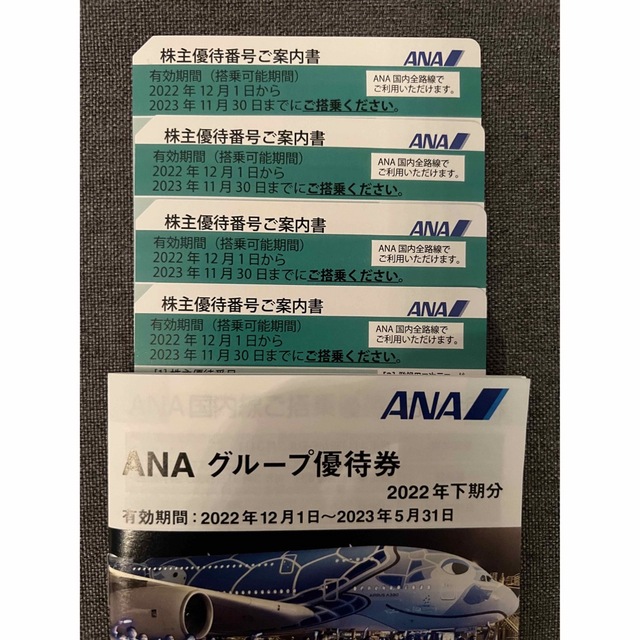 株主優待番号ご案内書
ANA
有効期間（搭乗可能期間）
2022年12月1日から
2023年11月30日までにご搭乗ください。
ANA国内全路線で
ご利用いただけます。
株主優待番号ご案内書
ANA
有効期間（搭乗可能期間）
2022年12月1日から
2023年11月30日までにご搭乗ください。
ANA国内全路線で
ご利用いただけます。
株主優待番号ご案内書
ANA
有効期間（搭乗可能期間）
2022年12月1日から
2023年11月30日までにご搭乗ください。
ANA国内全路線で
ご利用いただけます。
株主優待番号ご案内書
ANA
有効期間（搭乗可能期間）
2022年12月1日から
2023年11月30日までにご搭乗ください。
ANA国内全路線で
ご利用いただけます。
ANA
ANA グループ優待券
2022年下期分
有効期間：2022年12月1日～2023年5月31日